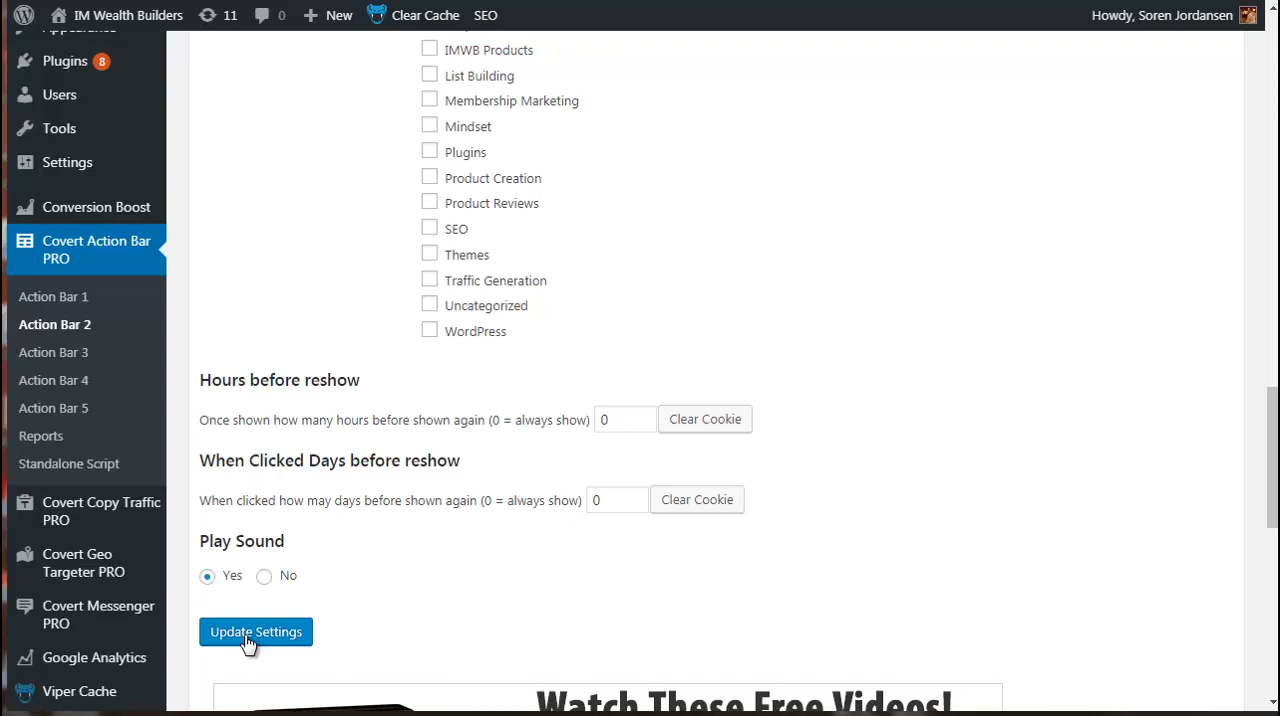 IM Wealth Builders 11 0 New Clear Cache SEO Howdy, Soren Jordansen
Appearance
Plugins 8
Users
Tools
Settings
Conversion Boost
Covert Action Bar
PRO
Action Bar 1
Action Bar 2
Action Bar 3
Action Bar 4
Action Bar 5
Reports
Standalone Script
Covert Copy Traffic
PRO
Covert Geo
Targeter PRO
Covert Messenger
PRO
Google Analytics
Viper Cache
IMWB Products
List Building
Membership Marketing
Mindset
Plugins
Product Creation
Product Reviews
SEO
Themes
Traffic Generation
Uncategorized
WordPress
Hours before reshow
Once shown how many hours before shown again (0 = always show) 0 Clear Cookie
When Clicked Days before reshow
When clicked how may days before shown again (0 = always show) 0 Clear Cookie
Play Sound
Yes No
Update Settings
Watch These Free Videos!